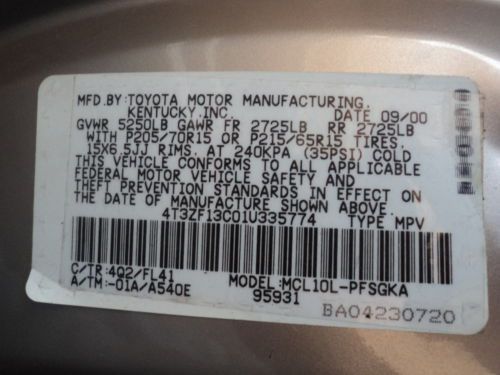 MFD.BY:TOYOTA MOTOR MANUFACTURING,
KENTUCKY,INC. DATE 09/00
GVWR 5250LB GAWR FR 2725LB RR 2725LB
WITH P205/70R15 OR P215/65R15 TIRES,
15X6.5JJ RIMS, AT 240KPA (35PSI) COLD
THIS VEHICLE CONFORMS TO ALL APPLICABLE
FEDERAL MOTOR VEHICLE SAFETY AND
THEFT PREVENTION STANDARDS IN EFFECT ON
THE DATE OF MANUFACTURE SHOWN ABOVE.
4T3ZF13C01U335774 TYPE MPV
C/TR:4Q2/FL41 MODEL:MCL10L-PFSGKA
A/TM:-01A/A540E 95931
BA04230720